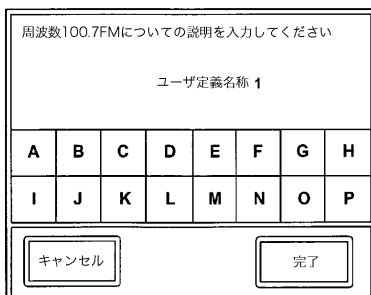 周波数100.7FMについての説明を入力してください
ユーザ定義名称 1
A B C D E F G H
I J K L M N O P
キャンセル 完了